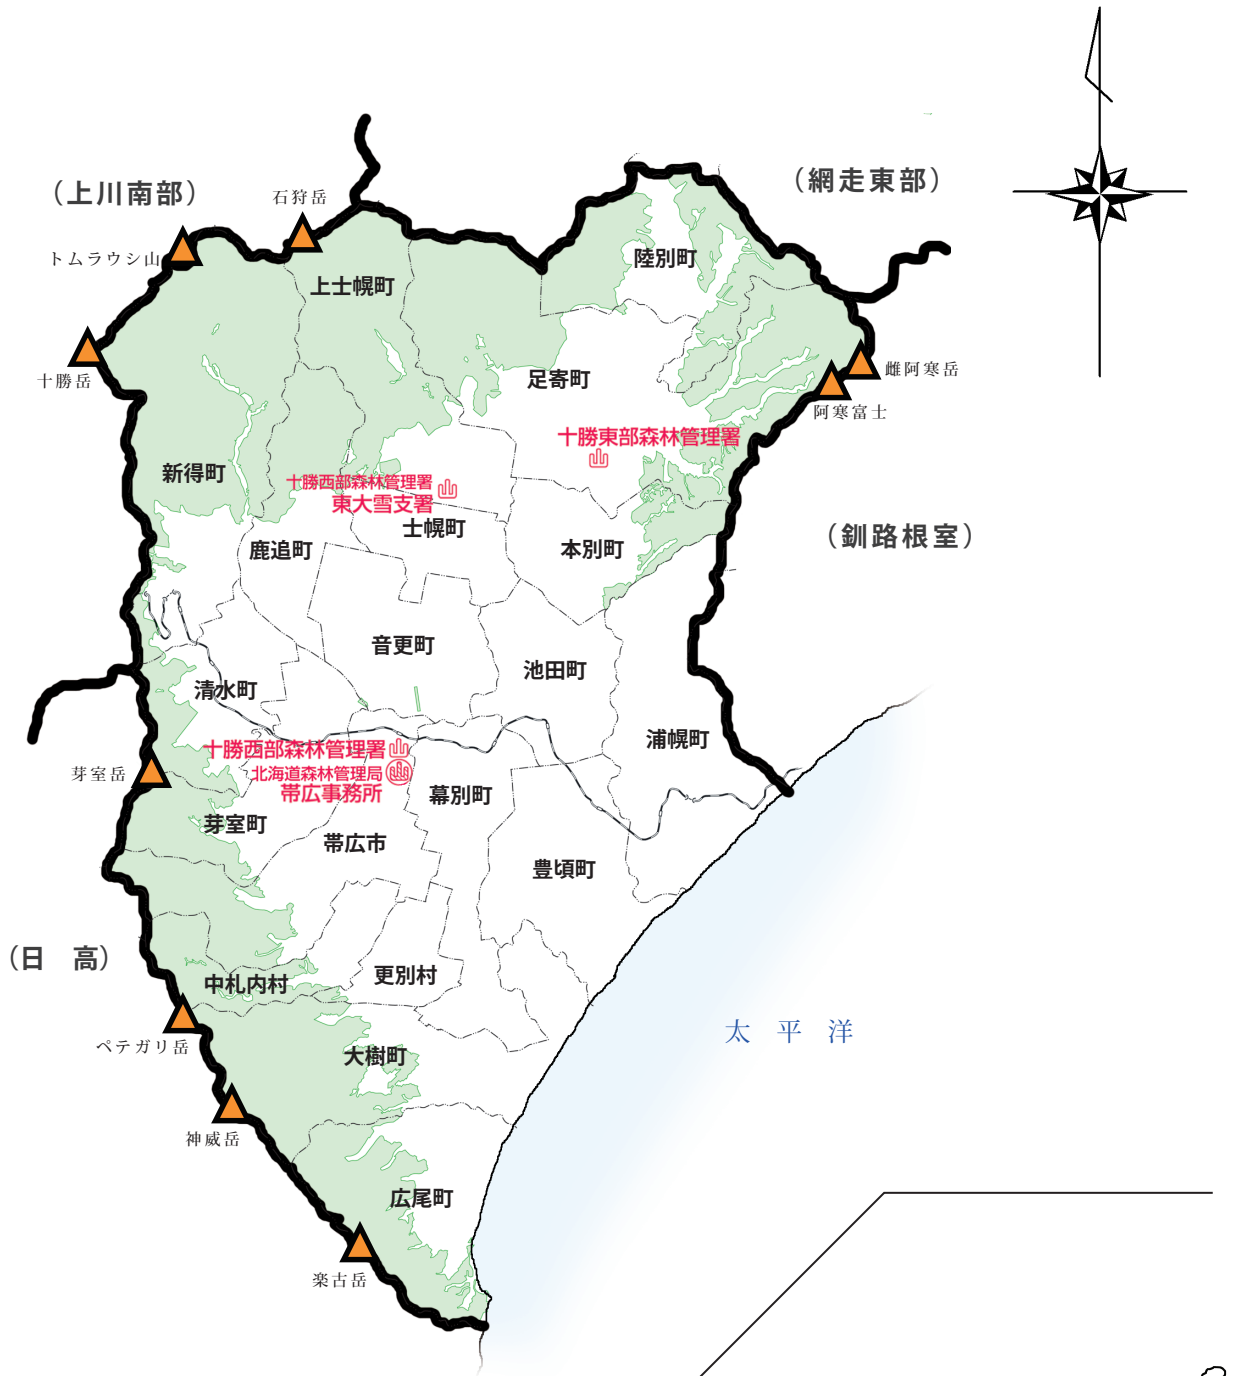 （上川南部）
石狩岳
（網走東部）
トムラウシ山
陸別町
上士幌町
十勝岳
足寄町
雌阿寒岳
阿寒富士
十勝東部森林管理署
新得町
十勝西部森林管理署
東大雪支署
士幌町
鹿追町
本別町
（釧路根室）
音更町
池田町
清水町
浦幌町
十勝西部森林管理署
北海道森林管理局
帯広事務所
芽室岳
幕別町
芽室町
帯広市
豊頃町
（日　高）
中札内村
更別村
太　平　洋
ペテガリ岳
大樹町
神威岳
広尾町
楽古岳